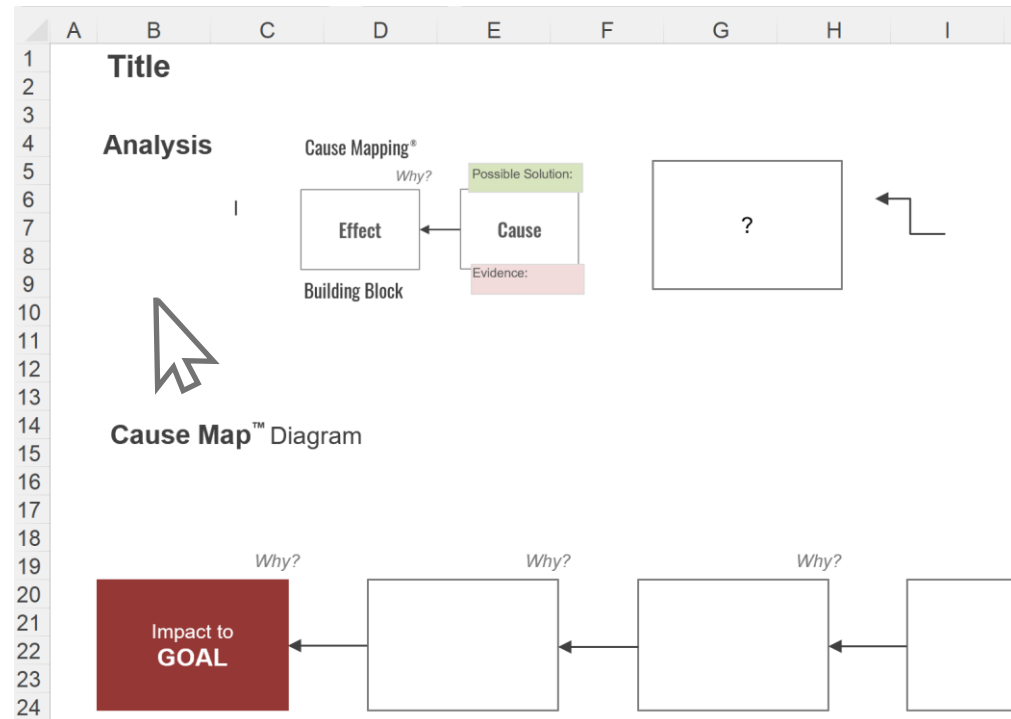 A B C D E F G H I
1
Title
2
3
4
Analysis
Cause Mapping®
5
Why?
Possible Solution:
6
I
7
Effect
Cause
?
8
9
Evidence:
Building Block
10
11
12
13
14
Cause Map™ Diagram
15
16
17
18
19
Why? Why? Why?
20
21
Impact to
22
GOAL
23
24